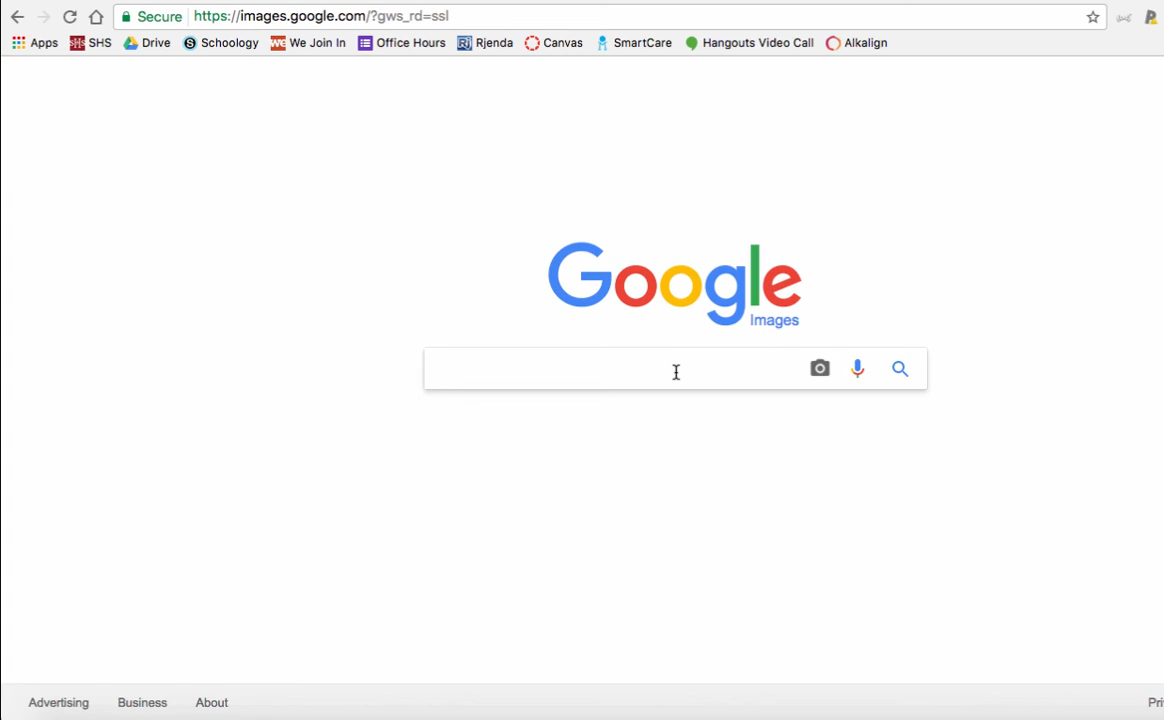 Secure https://images.google.com/?gws_rd=ssl
Apps SHS Drive Schoology We Join In Office Hours Rjenda Canvas SmartCare Hangouts Video Call Alkalign
Google
Images
Advertising Business About